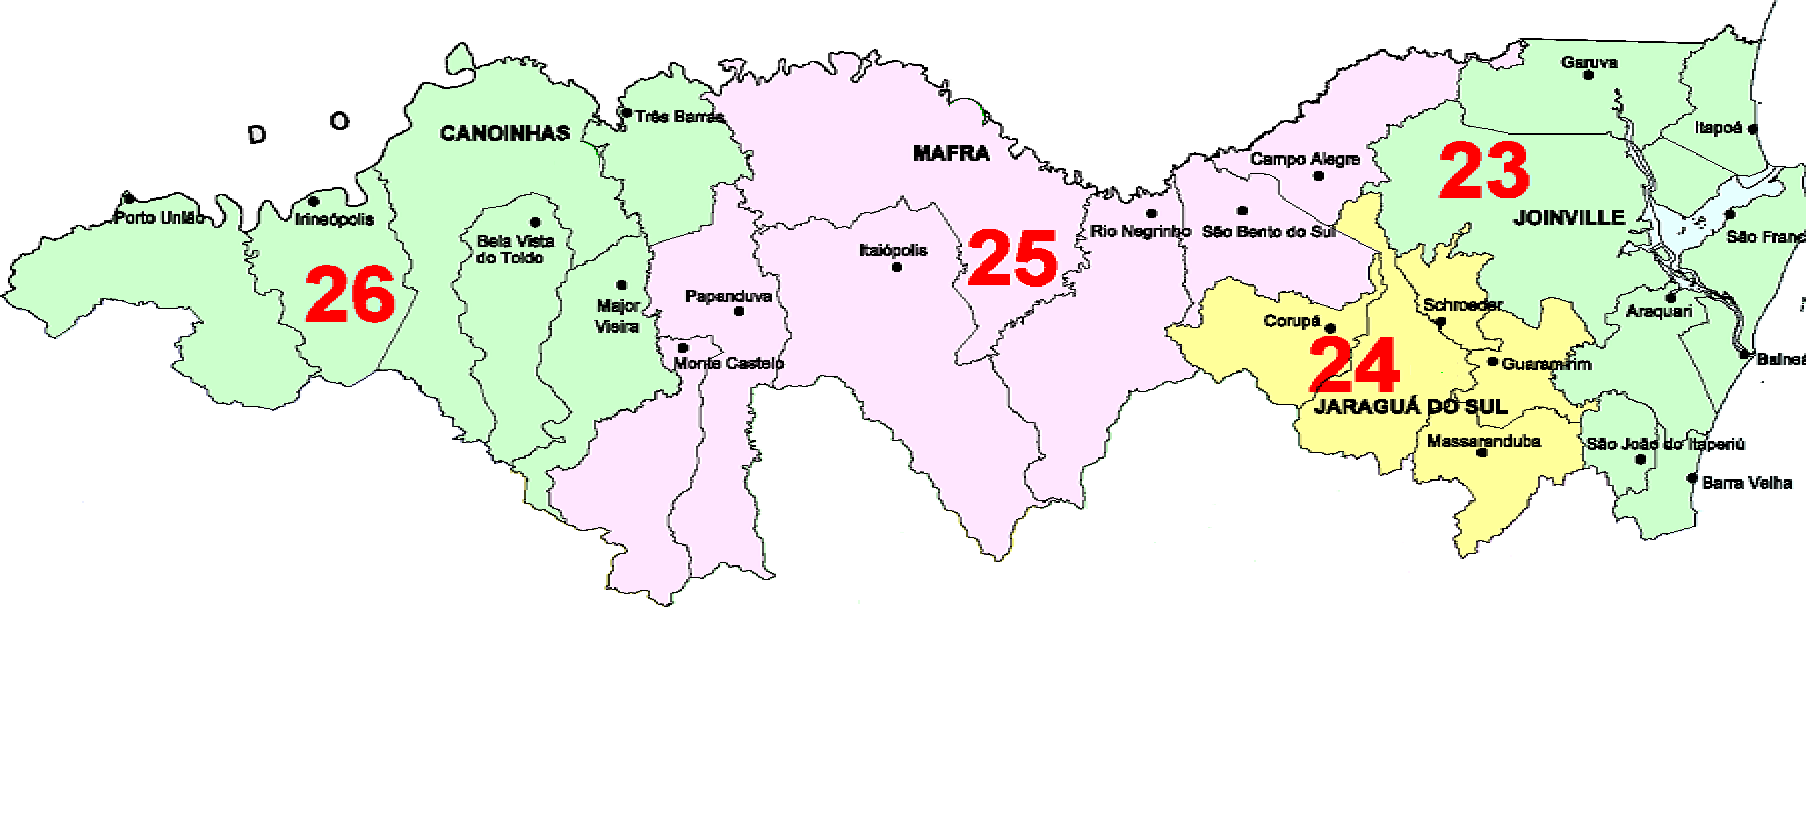 Garuva
D O
Três Barras
CANOINHAS
Itapoá
MAFRA
Campo Alegre
23
Porto União
Irineópolis
JOINVILLE
Rio Negrinho
São Bento do Sul
São Franc
Bela Vista
do Toldo
Itaiópolis
25
26
Papanduva
Major
Vieira
Schroeder
Araquari
Corupá
24
Monte Castelo
Guaramirim
Balneá
JARAGUÁ DO SUL
Massaranduba
São João do Itaperiú
Barra Velha